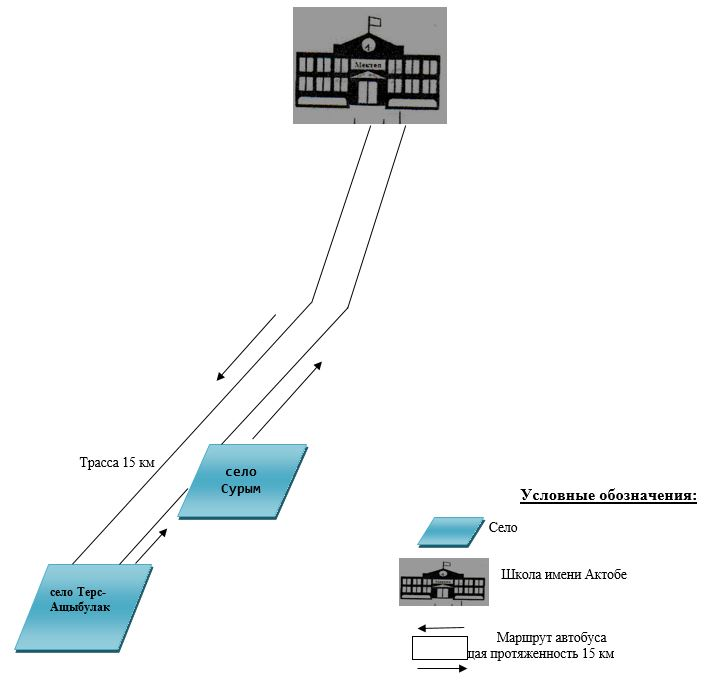 Мектеп
Трасса 15 км
село
Сурым
село Терс-
Ащыбулак
Условные обозначения:
Село
Школа имени Актобе
Маршрут автобуса
щая протяженность 15 км